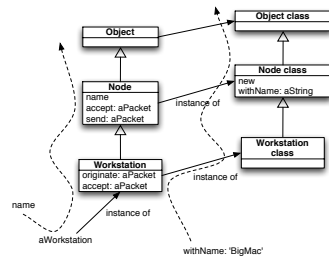 Object
Object class
Node
name
accept: aPacket
send: aPacket
Node class
new
withName: aString
instance of
Workstation
originate: aPacket
accept: aPacket
Workstation
class
instance of
name
instance of
aWorkstation
withName: 'BigMac'